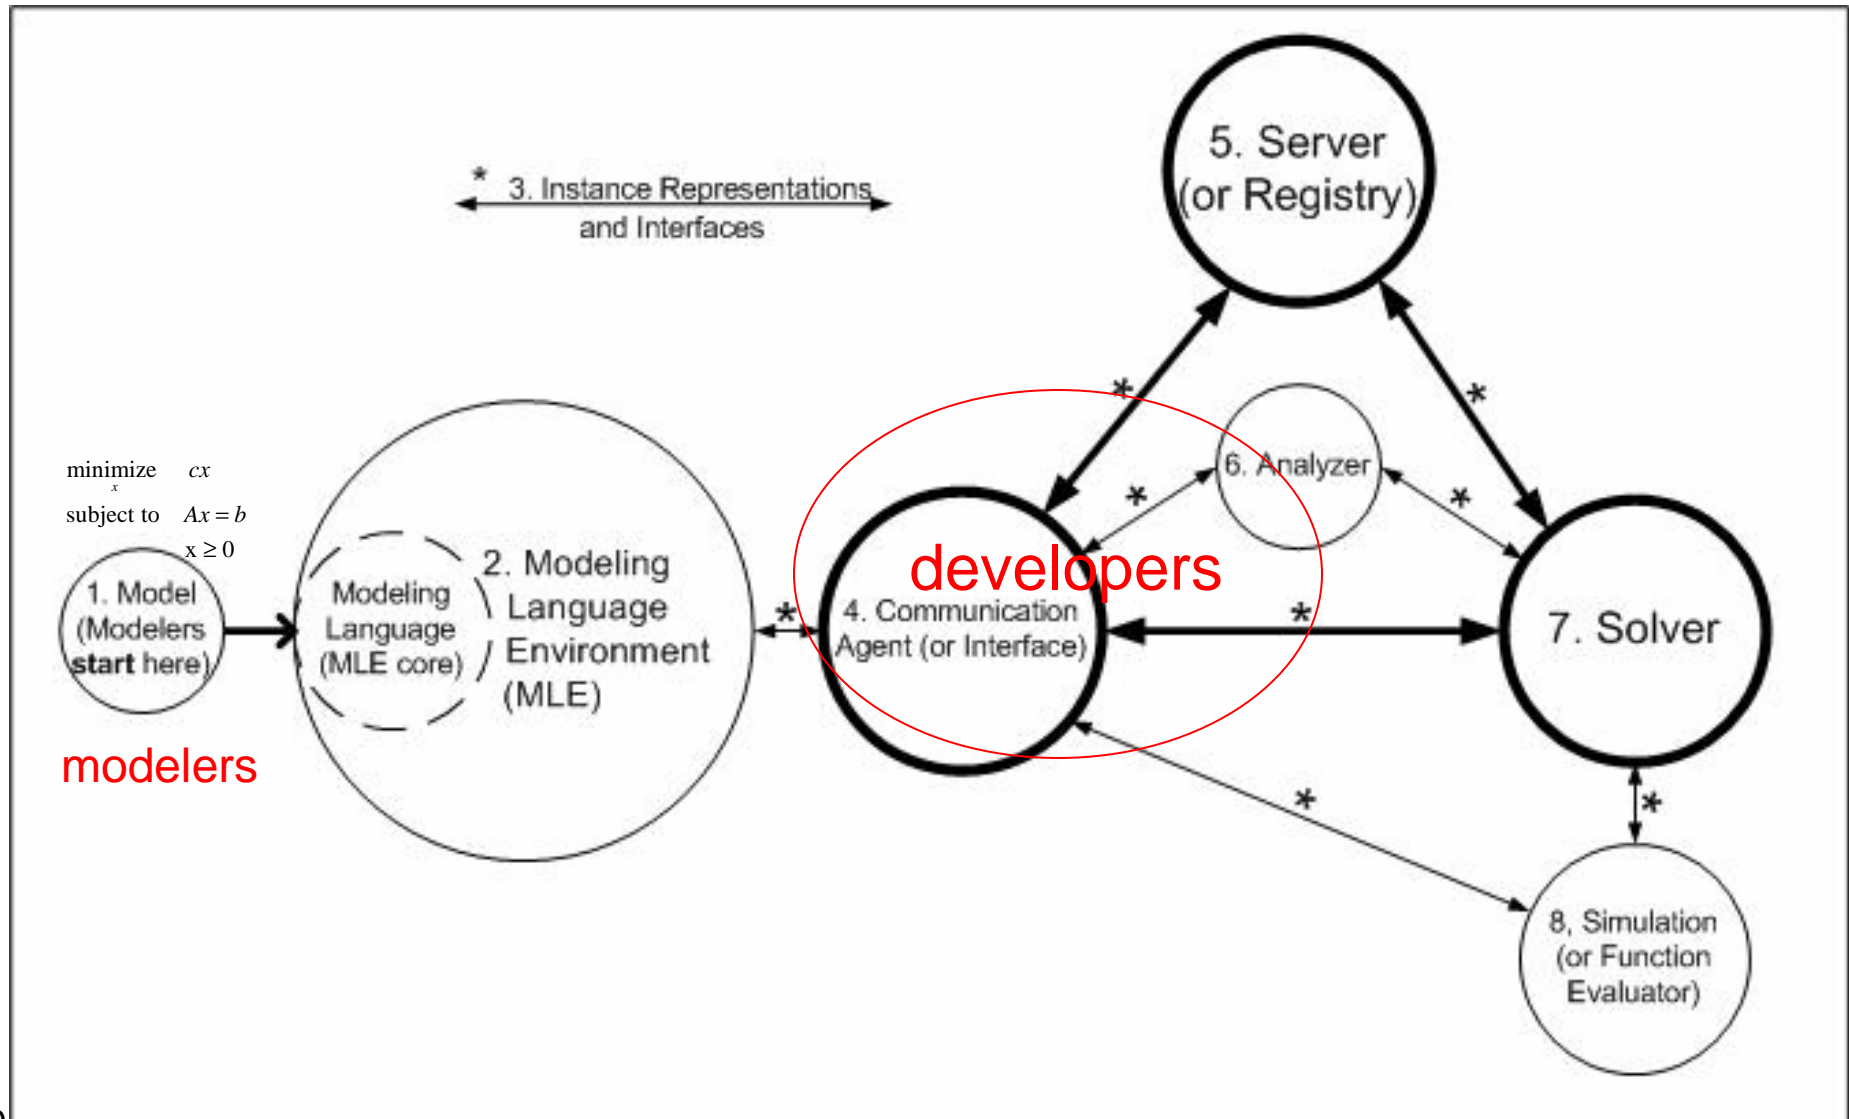 5. Server
(or Registry)
* 3. Instance Representations
and Interfaces
*
*
minimize cx
x
subject to Ax = b
x ≥ 0
6. Analyzer
*
*
developers
1. Model
(Modelers
start here)
Modeling
Language
(MLE core)
2. Modeling
Language
Environment
(MLE)
*
4. Communication
Agent (or Interface)
*
7. Solver
modelers
*
*
8, Simulation
(or Function
Evaluator)